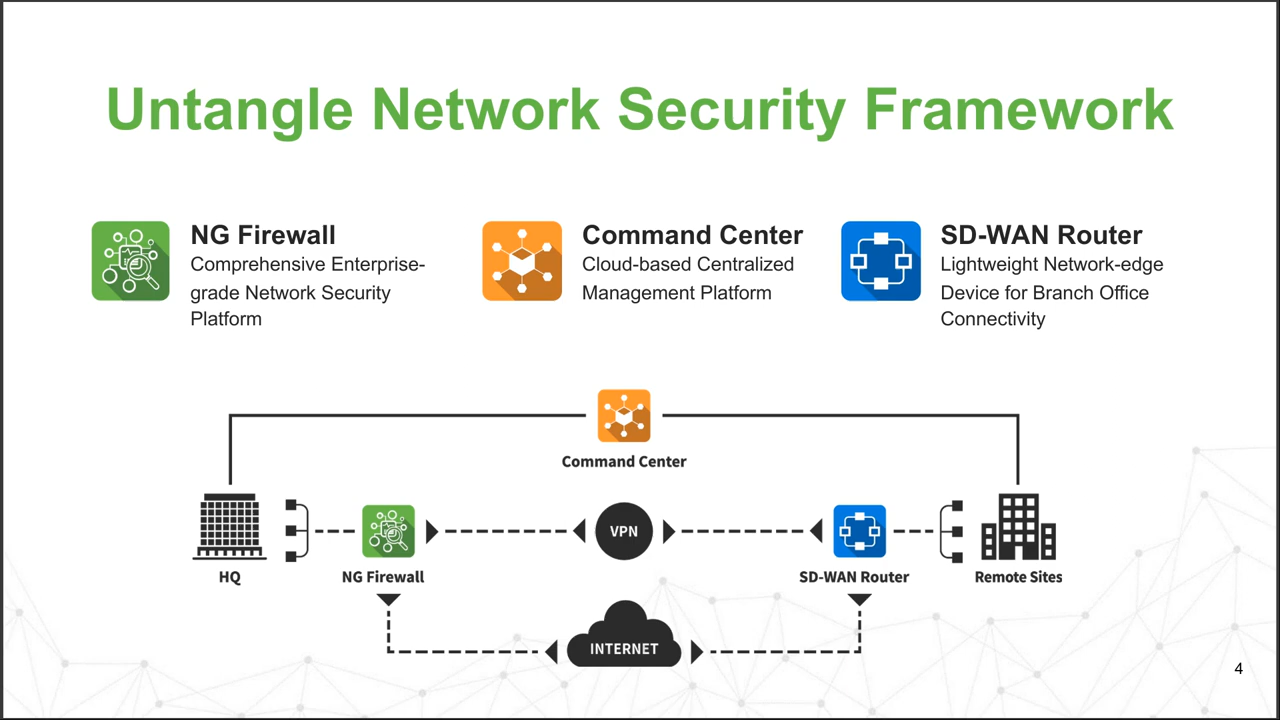 Untangle Network Security Framework
NG Firewall
Comprehensive Enterprise-
grade Network Security
Platform
Command Center
Cloud-based Centralized
Management Platform
SD-WAN Router
Lightweight Network-edge
Device for Branch Office
Connectivity
Command Center
VPN
HQ
NG Firewall
SD-WAN Router
Remote Sites
INTERNET
4